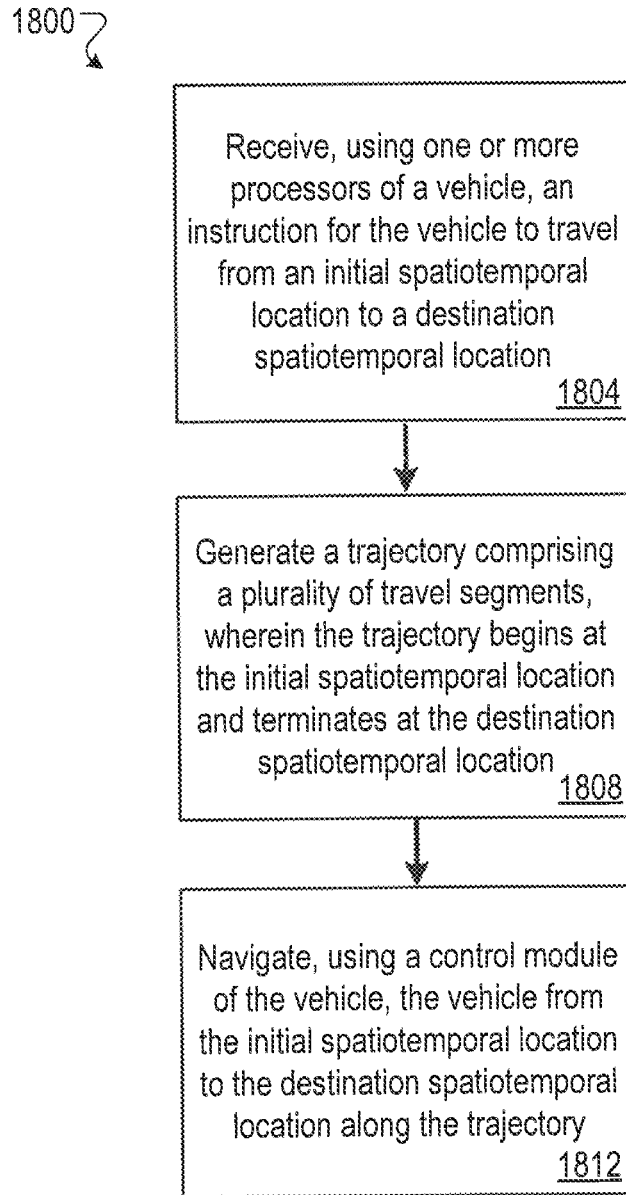 1800
Receive, using one or more
processors of a vehicle, an
instruction for the vehicle to travel
from an initial spatiotemporal
location to a destination
spatiotemporal location
1804
Generate a trajectory comprising
a plurality of travel segments,
wherein the trajectory begins at
the initial spatiotemporal location
and terminates at the destination
spatiotemporal location
1808
Navigate, using a control module
of the vehicle, the vehicle from
the initial spatiotemporal location
to the destination spatiotemporal
location along the trajectory
1812